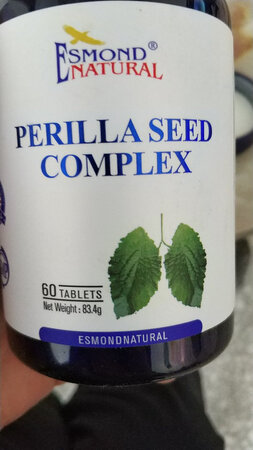 ESMOND®
NATURAL
PERILLA SEED
COMPLEX
60 TABLETS
Net Weight : 83.4g
ESMONDNATURAL